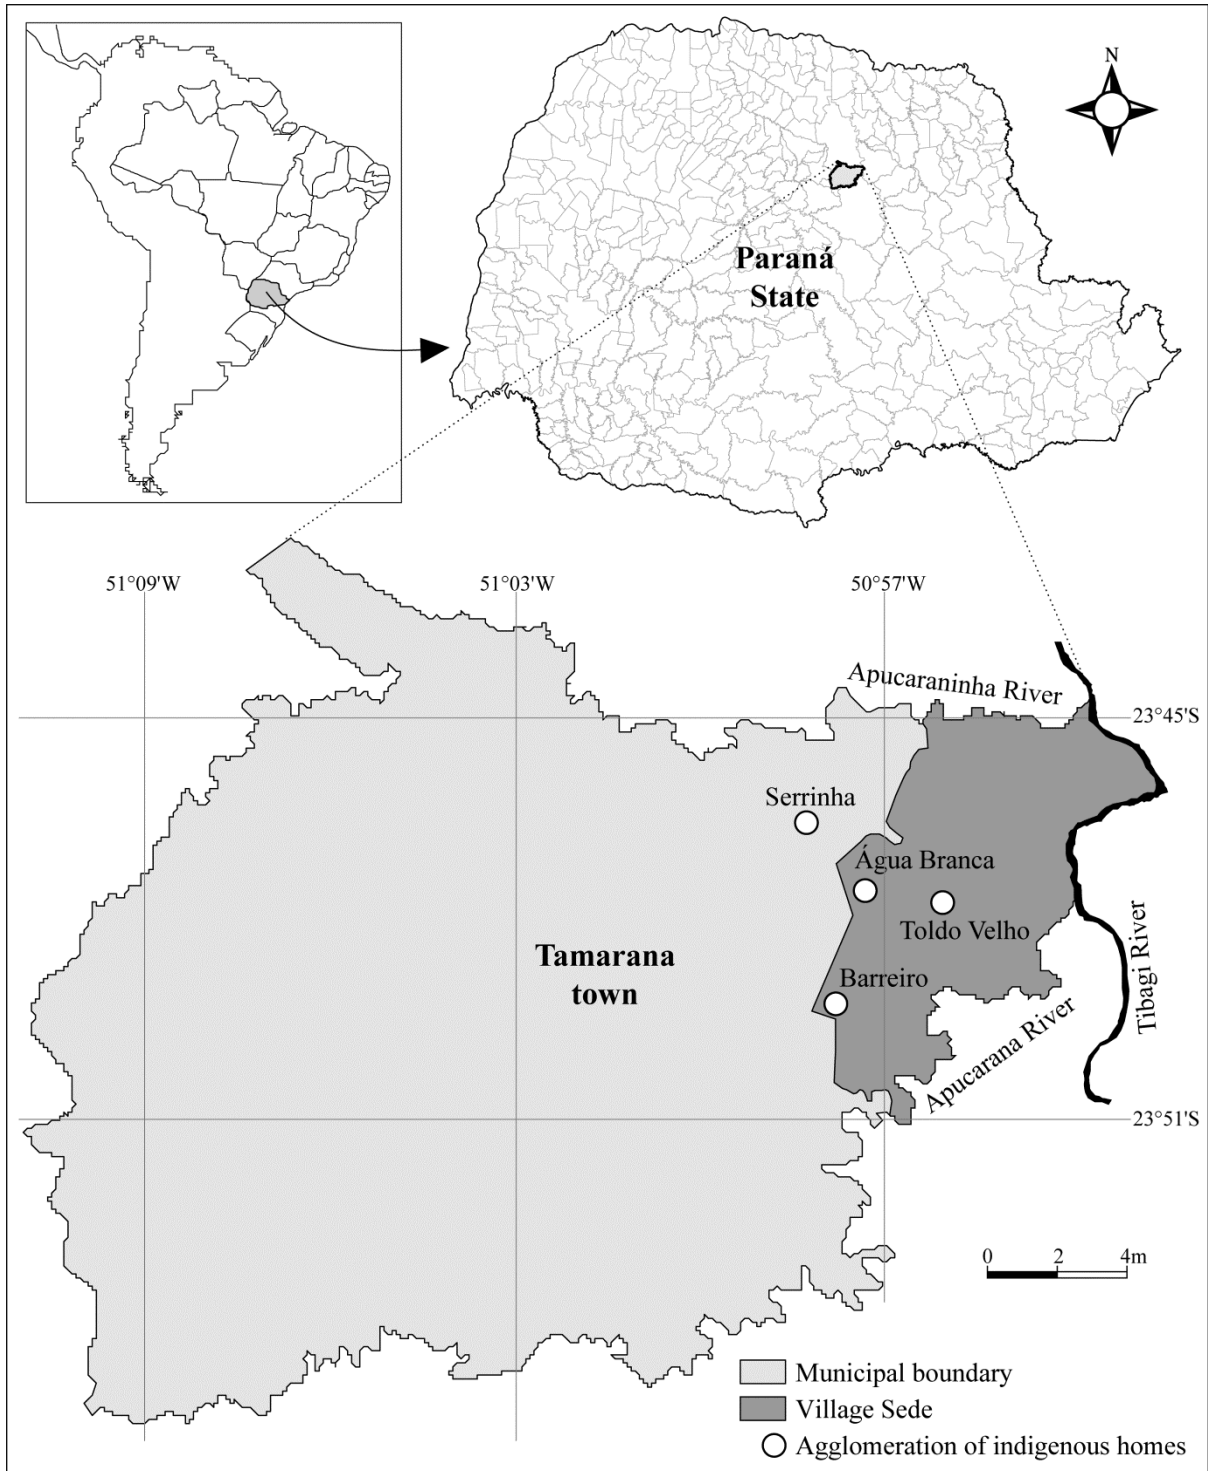 N
Paraná
State
51°09'W
51°03'W
50°57'W
Apucaraninha River
23°45'S
Serrinha
Água Branca
Toldo Velho
Tamarana
town
Barreiro
Tibagi River
Apucarana River
23°51'S
0 2 4m
Municipal boundary
Village Sede
Agglomeration of indigenous homes